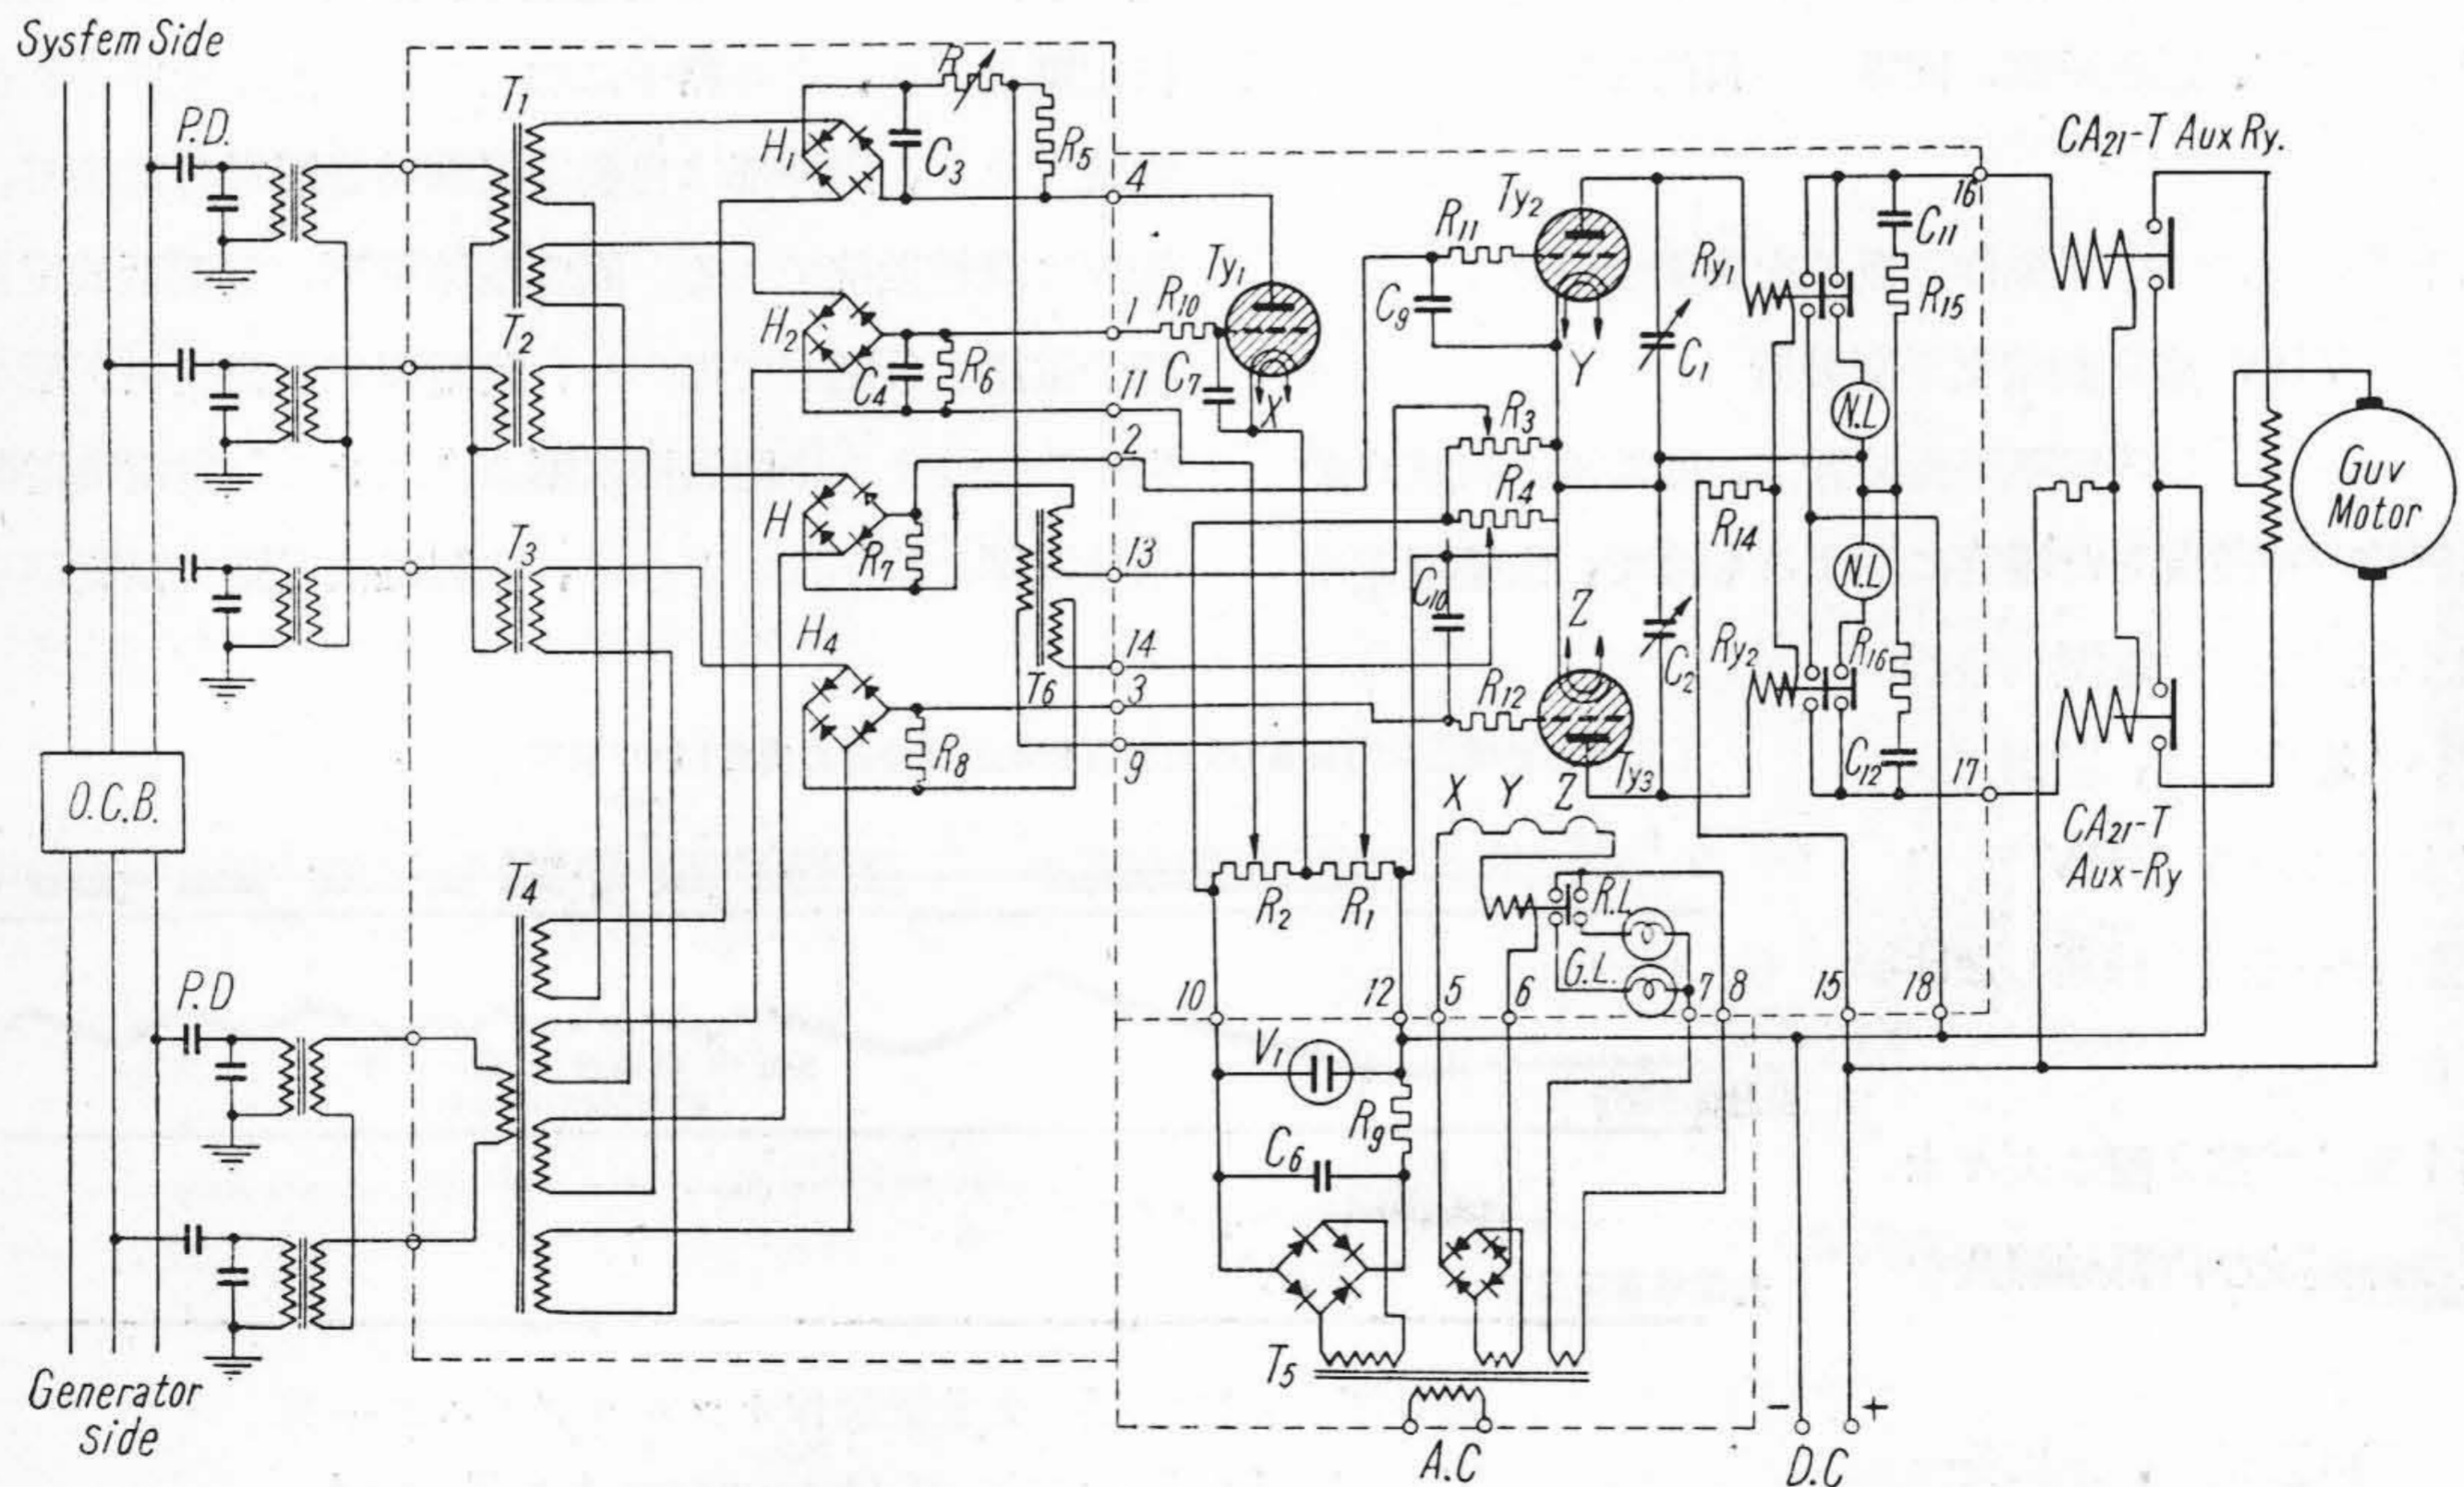 System Side
P.D.
T1
R
H1
C3
R5
4
CA21-T Aux Ry.
16
Ty2
R11
C11
Ry1
R15
Ty1
1
R10
H2
C4
R6
11
C7
X
C9
Y
C1
T2
2
R3
N.L
Guv
Motor
R4
H
R7
13
R14
T3
C10
N.L
Z
H4
14
T6
3
R12
C2
Ry2
R16
R8
9
Ty3
C12
17
O.C.B.
X Y Z
CA21-T
Aux-Ry
T4
R2
R1
R.L
G.L.
P.D
10
12
5
6
7
8
15
18
V1
R9
C6
T5
Generator
side
A.C
-
+
D.C